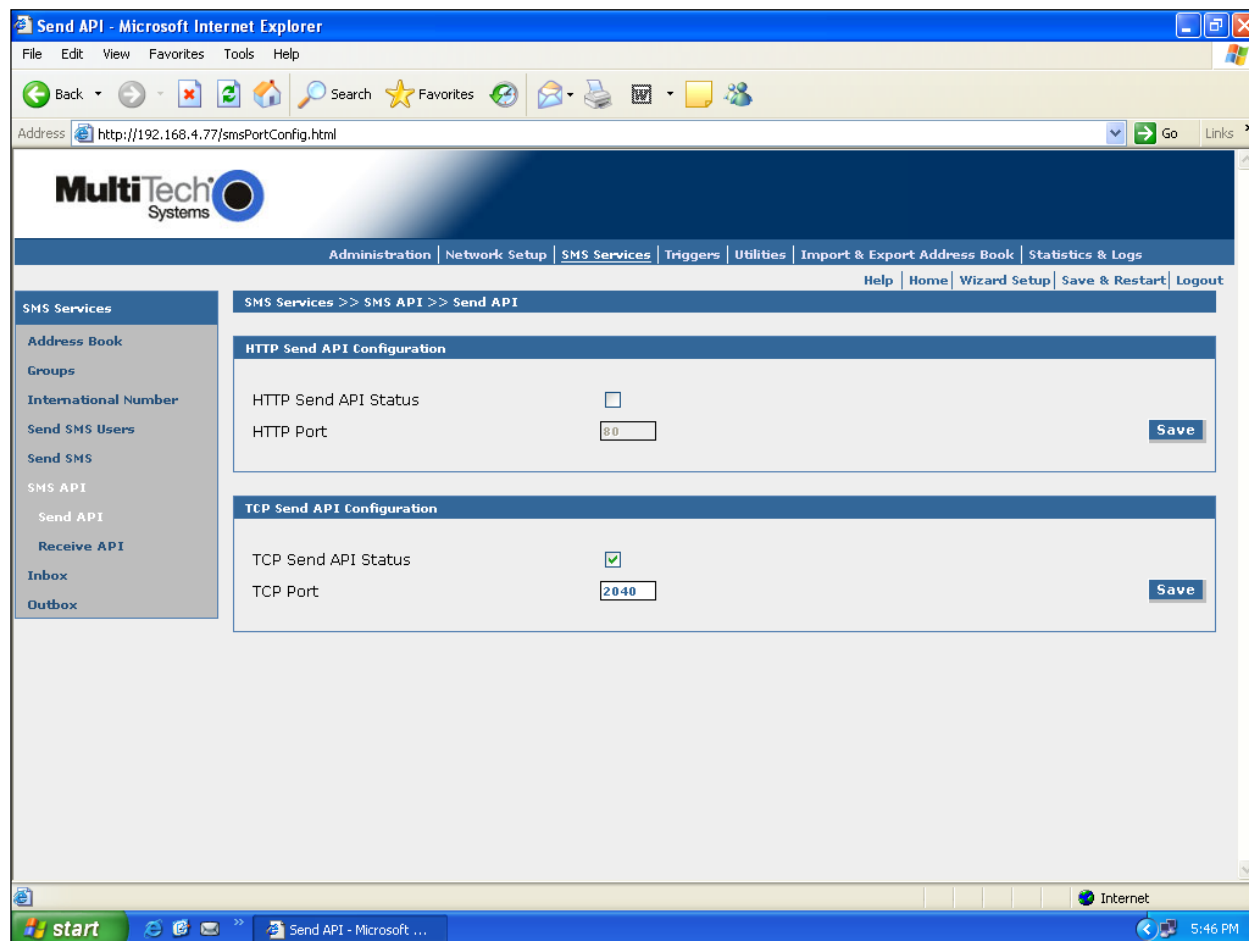 Send API - Microsoft Internet Explorer
File Edit View Favorites Tools Help
Back Search Favorites
Address http://192.168.4.77/smsPortConfig.html Go Links
MultiTech
Systems
Administration | Network Setup | SMS Services | Triggers | Utilities | Import & Export Address Book | Statistics & Logs
Help | Home | Wizard Setup | Save & Restart | Logout
SMS Services
Address Book
Groups
International Number
Send SMS Users
Send SMS
SMS API
Send API
Receive API
Inbox
Outbox
SMS Services >> SMS API >> Send API
HTTP Send API Configuration
HTTP Send API Status
HTTP Port 80 Save
TCP Send API Configuration
TCP Send API Status
TCP Port 2040 Save
Internet
start Send API - Microsoft ... 5:46 PM